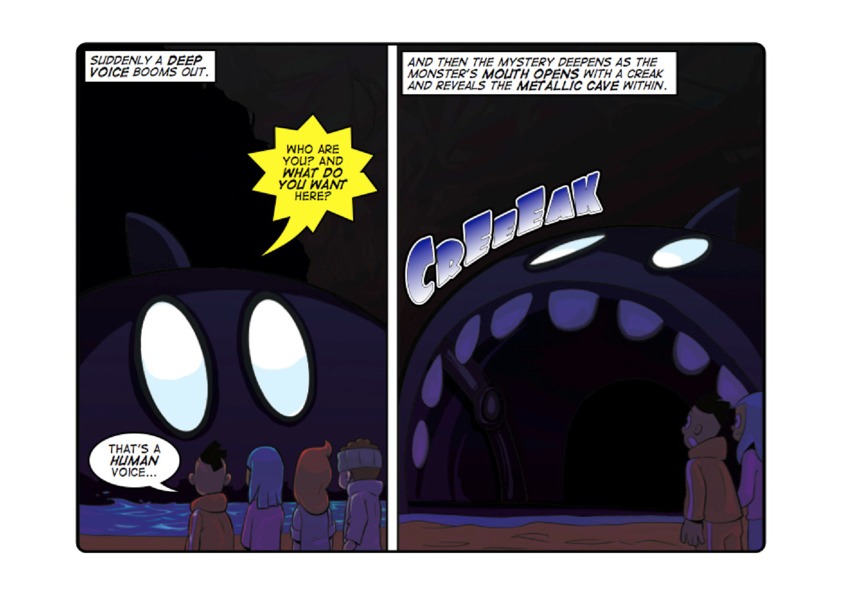 SUDDENLY A DEEP
VOICE BOOMS OUT.
WHO ARE
YOU? AND
WHAT DO
YOU WANT
HERE?
THAT'S A
HUMAN
VOICE...
AND THEN THE MYSTERY DEEPENS AS THE
MONSTER'S MOUTH OPENS WITH A CREAK
AND REVEALS THE METALLIC CAVE WITHIN.
CREEEEAK